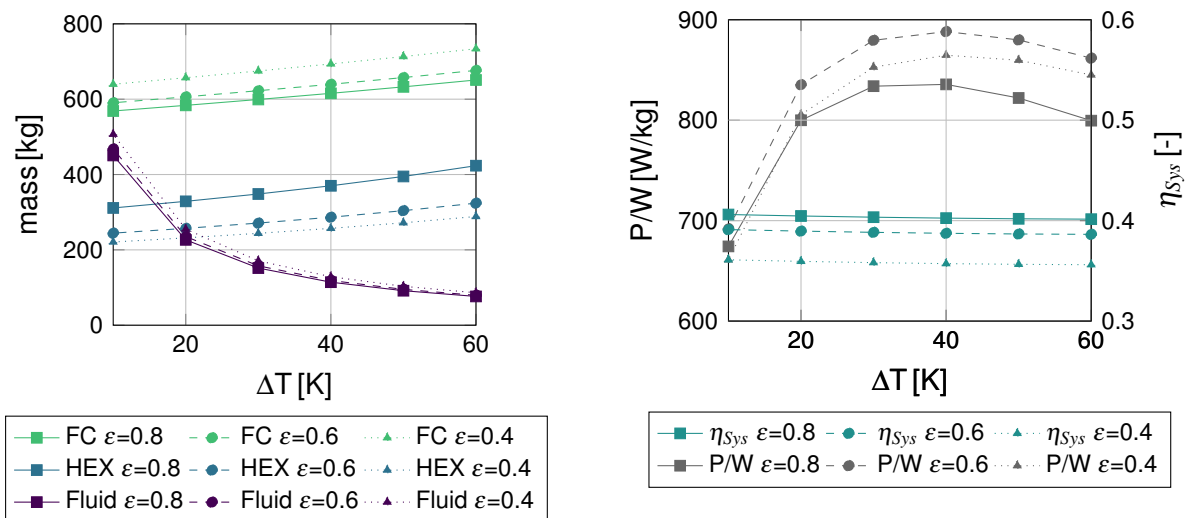 800
600
400
200
0
mass [kg]
20
40
60
ΔT [K]
FC ε=0.8 FC ε=0.6 FC ε=0.4
HEX ε=0.8 HEX ε=0.6 HEX ε=0.4
Fluid ε=0.8 Fluid ε=0.6 Fluid ε=0.4
900
800
700
600
P/W [W/kg]
0.6
0.5
0.4
0.3
η_Sys [-]
20
40
60
ΔT [K]
η_Sys ε=0.8 η_Sys ε=0.6 η_Sys ε=0.4
P/W ε=0.8 P/W ε=0.6 P/W ε=0.4